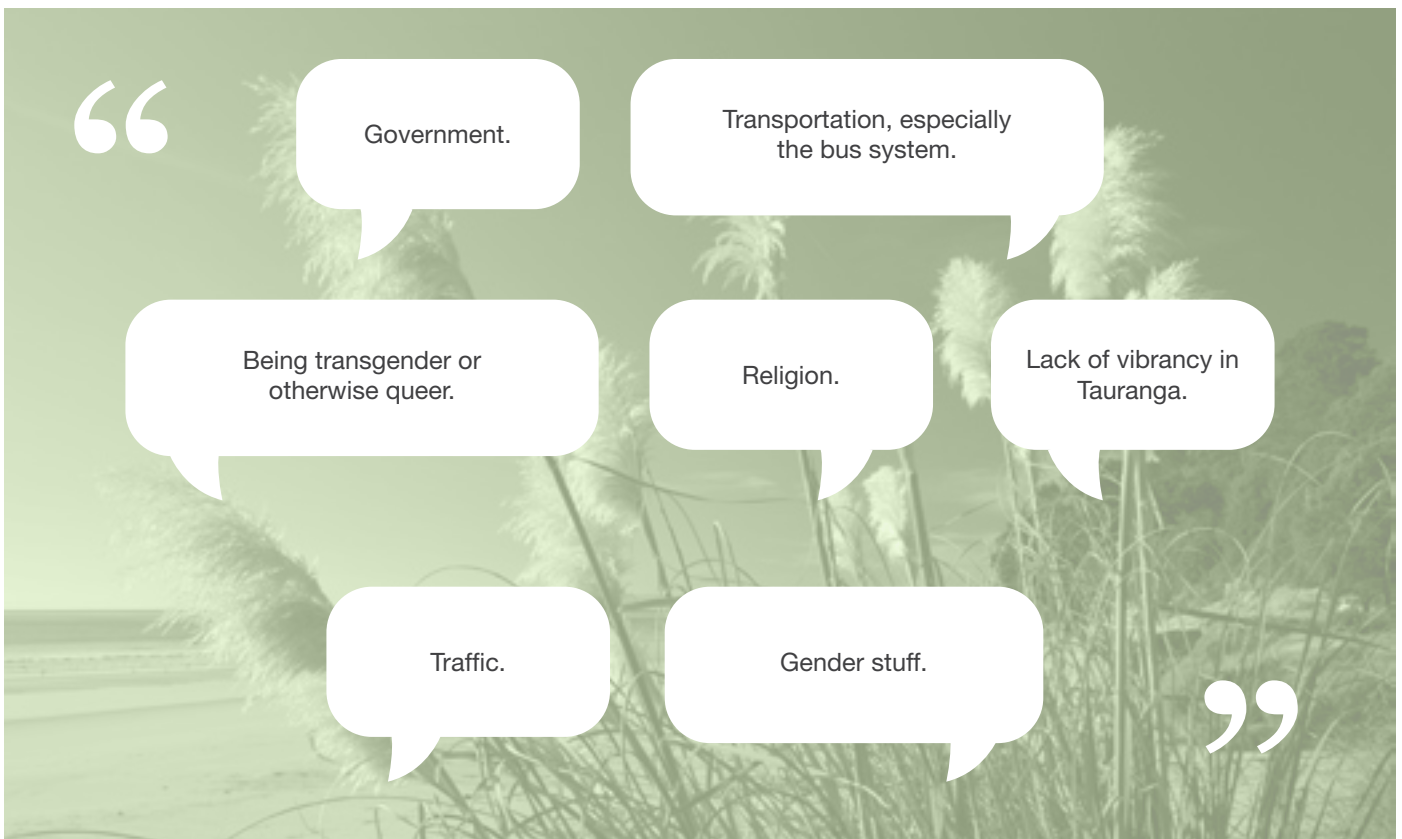 “
Government.
Transportation, especially
the bus system.
Being transgender or
otherwise queer.
Religion.
Lack of vibrancy in
Tauranga.
Traffic.
Gender stuff.
”